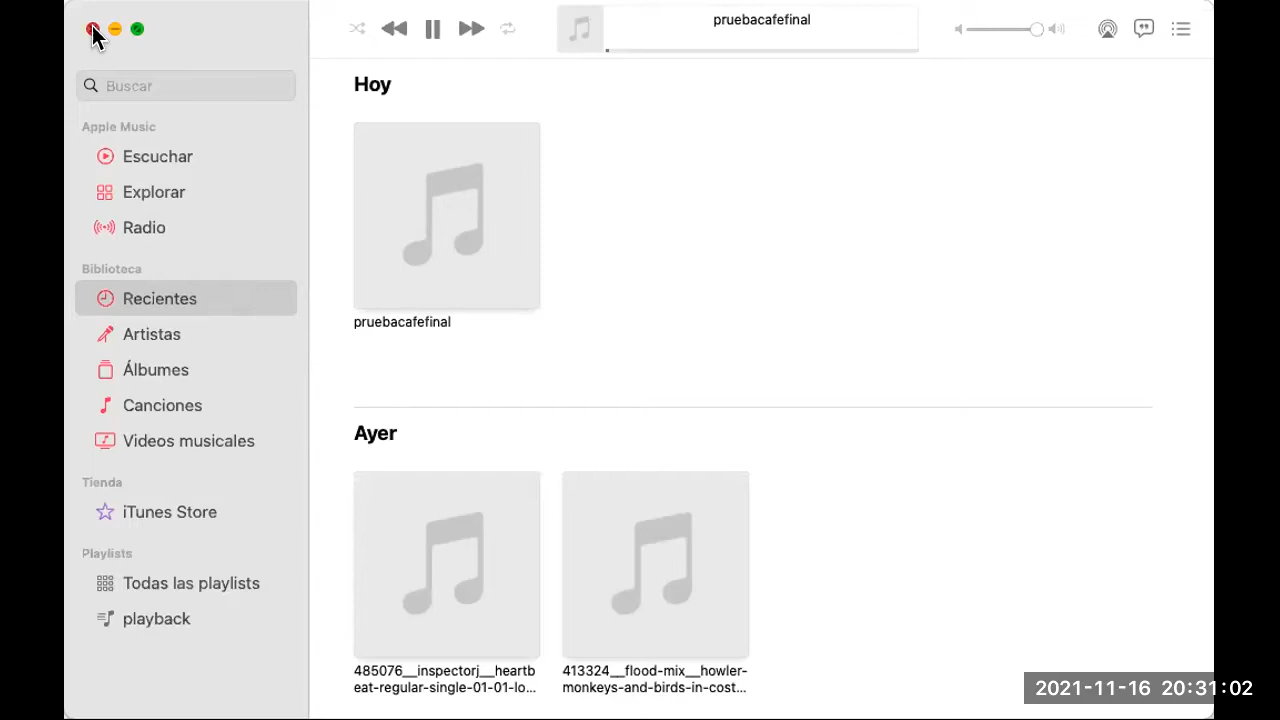 pruebacafefinal
Buscar
Apple Music
Escuchar
Explorar
Radio
Biblioteca
Recientes
Artistas
Álbumes
Canciones
Videos musicales
Tienda
iTunes Store
Playlists
Todas las playlists
playback
Hoy
pruebacafefinal
Ayer
485076__inspectorj__heartb
eat-regular-single-01-01-lo...
413324__flood-mix__howler-
monkeys-and-birds-in-cost...
2021-11-16 20:31:02